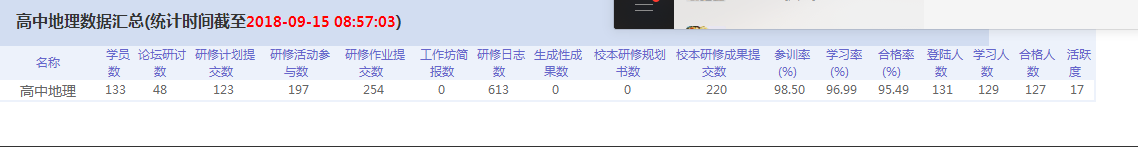 高中地理数据汇总(统计时间截至2018-09-15 08:57:03)
名称 学员数 论坛研讨数 研修计划提交数 研修活动参与数 研修作业提交数 工作坊简报数 研修日志数 生成性成果数 校本研修规划书数 校本研修成果提交数 参训率(%) 学习率(%) 合格率(%) 登陆人数 学习人数 合格人数 活跃度
高中地理 133 48 123 197 254 0 613 0 0 220 98.50 96.99 95.49 131 129 127 17